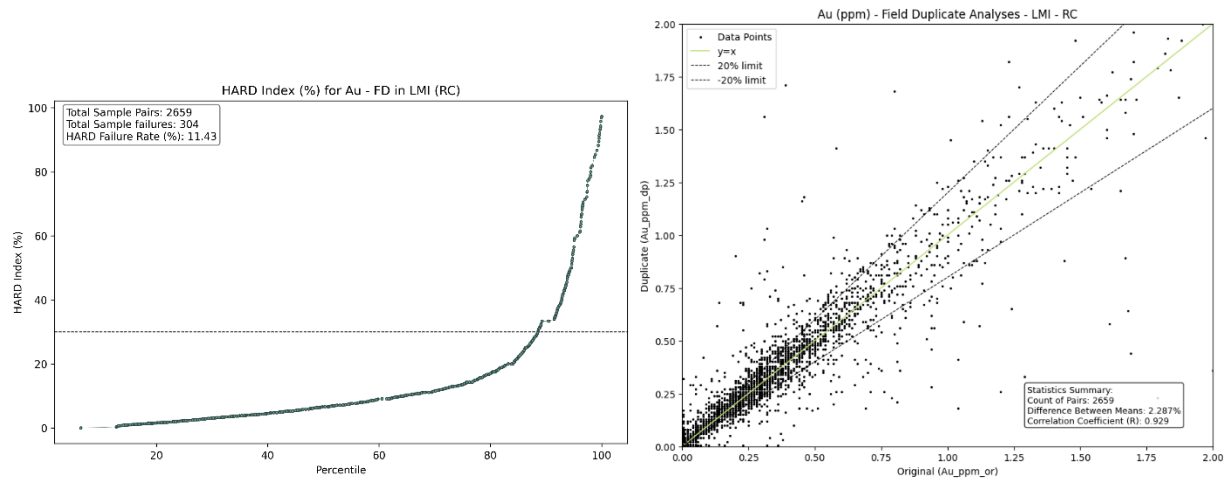 HARD Index (%) for Au - FD in LMI (RC)
Total Sample Pairs: 2659
Total Sample failures: 304
HARD Failure Rate (%): 11.43
HARD Index (%)
100
80
60
40
20
0
20 40 60 80 100
Percentile
Au (ppm) - Field Duplicate Analyses - LMI - RC
Data Points
y=x
20% limit
-20% limit
Duplicate (Au_ppm_dp)
2.00
1.75
1.50
1.25
1.00
0.75
0.50
0.25
0.00
Statistics Summary:
Count of Pairs: 2659
Difference Between Means: 2.287%
Correlation Coefficient (R): 0.929
0.00 0.25 0.50 0.75 1.00 1.25 1.50 1.75 2.00
Original (Au_ppm_or)